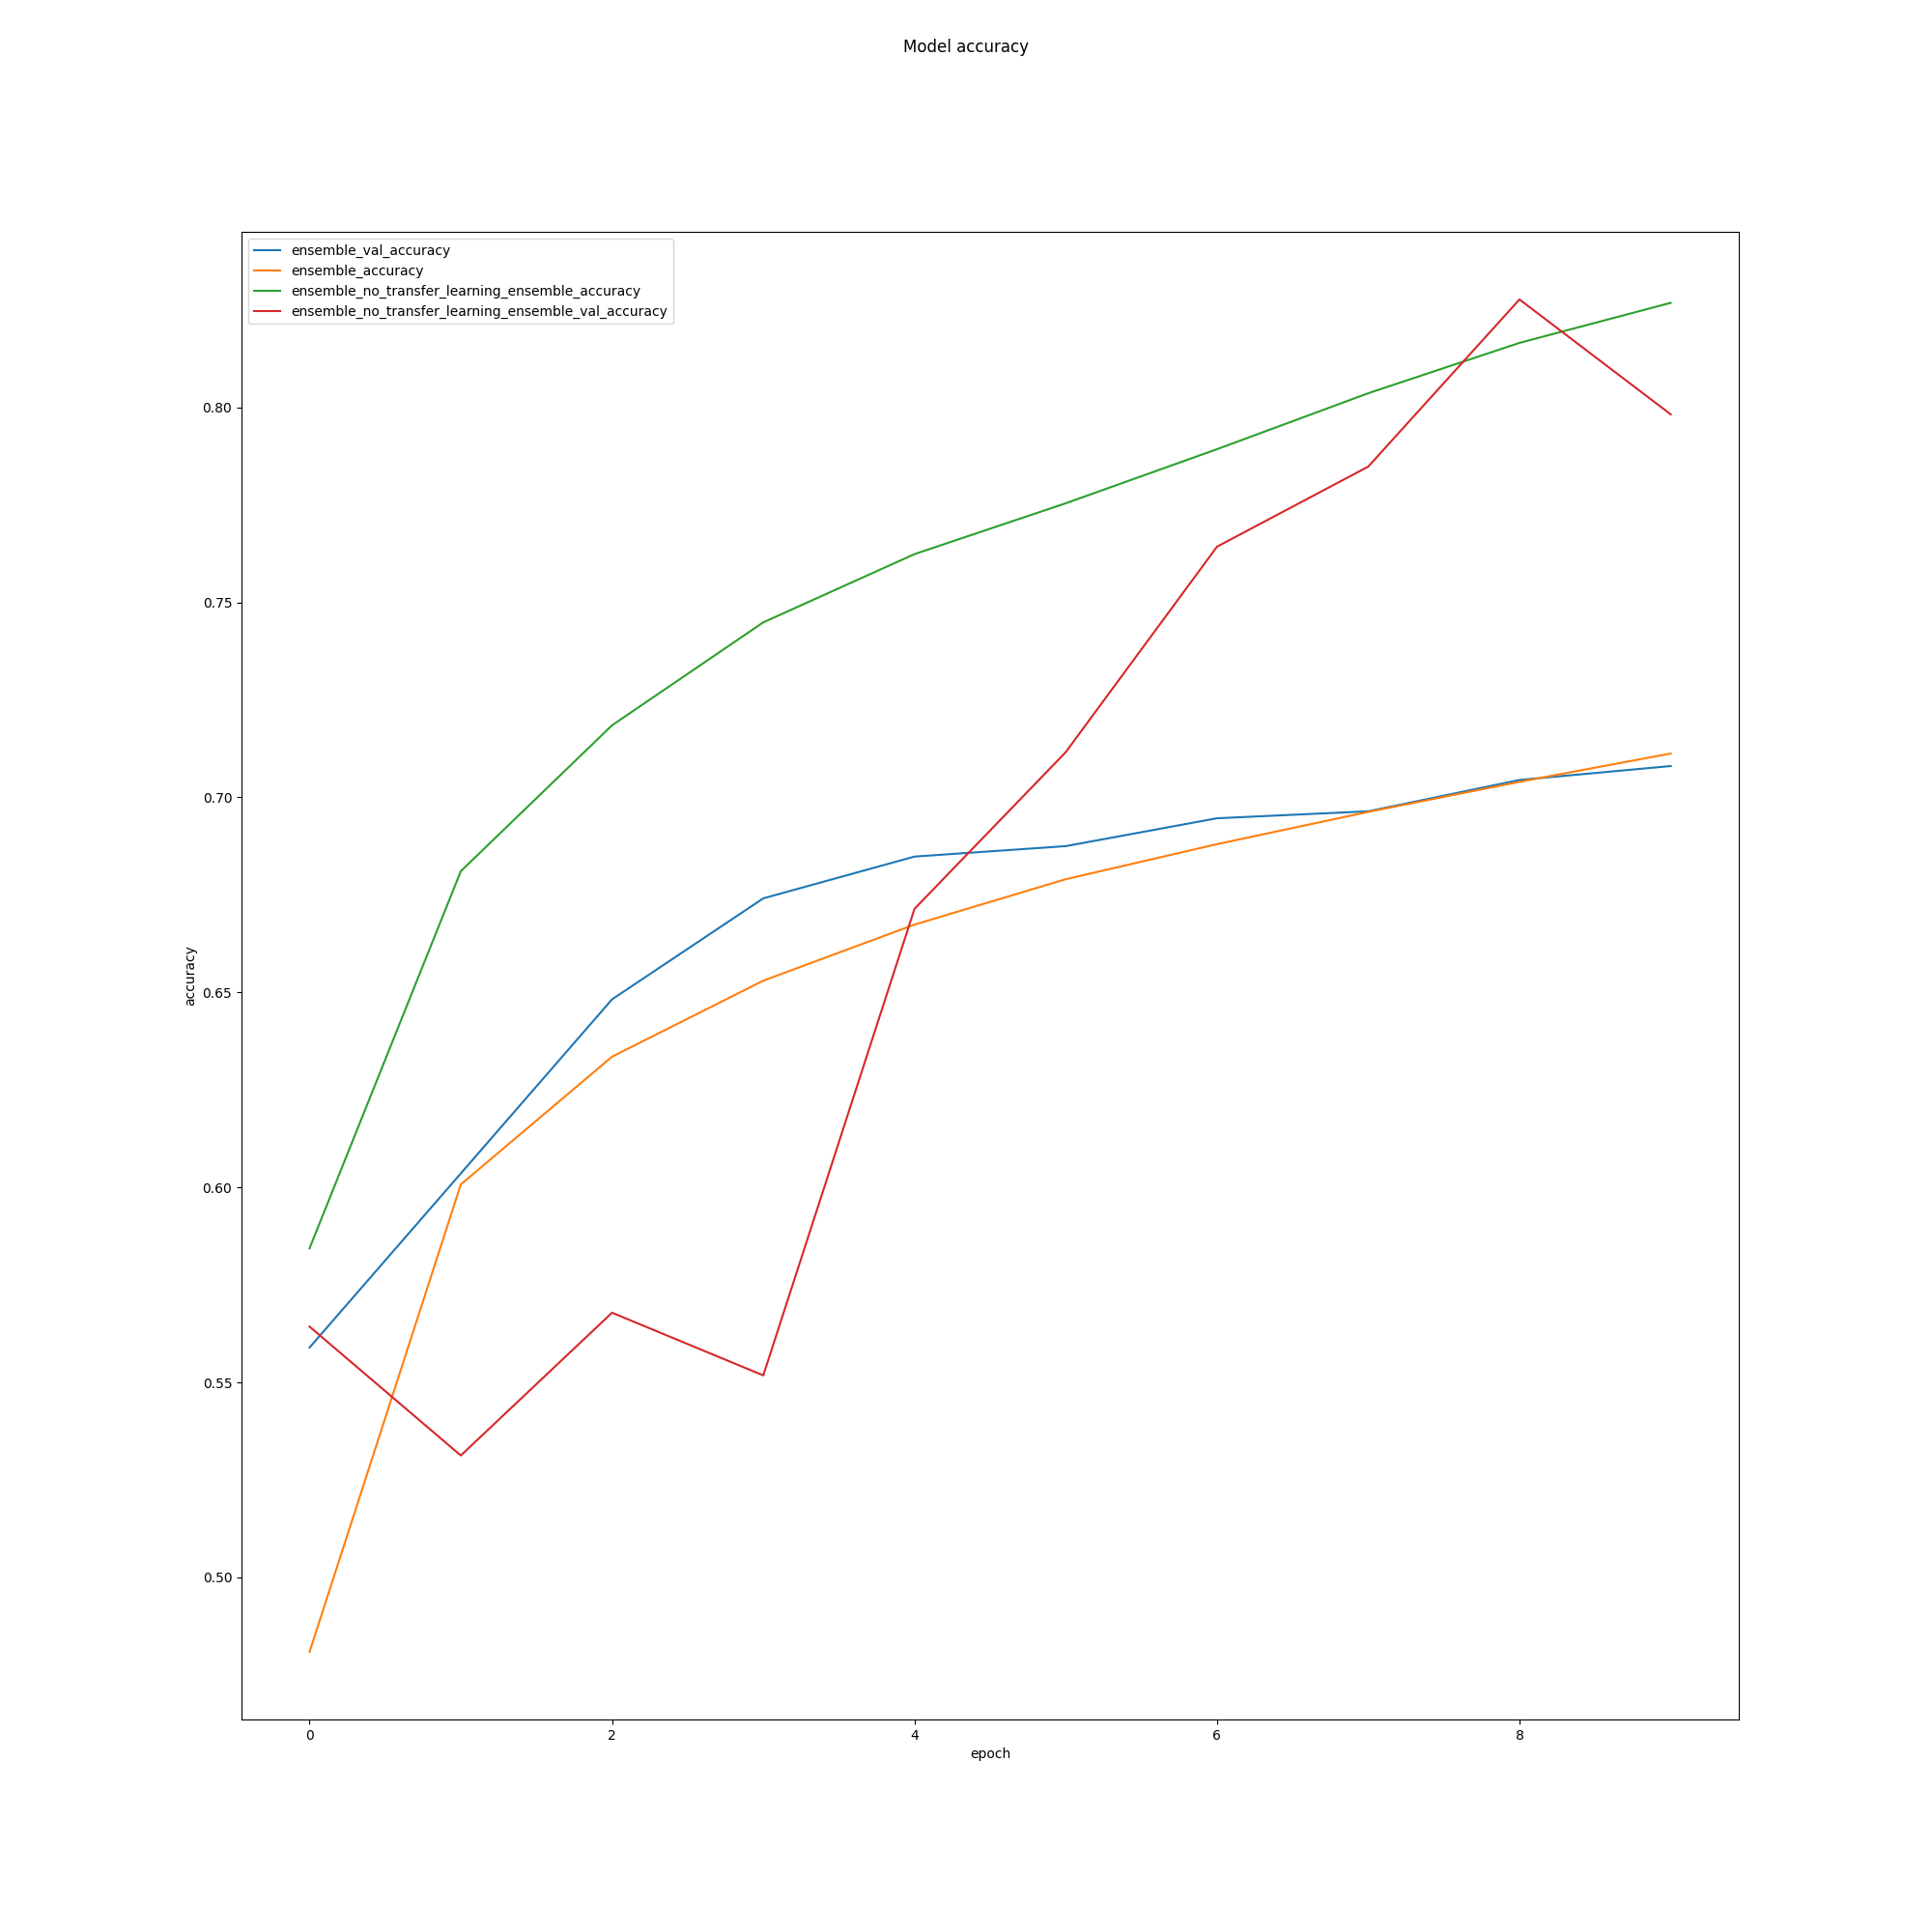 Model accuracy
ensemble_val_accuracy
ensemble_accuracy
ensemble_no_transfer_learning_ensemble_accuracy
ensemble_no_transfer_learning_ensemble_val_accuracy
0.80
0.75
0.70
0.65
0.60
0.55
0.50
accuracy
0 2 4 6 8
epoch